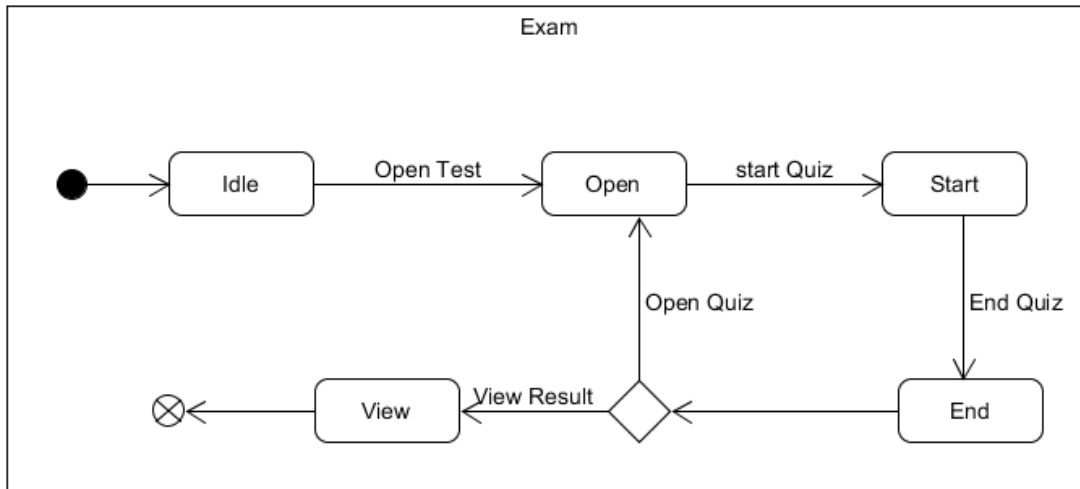 Exam
Idle
Open Test
Open
start Quiz
Start
Open Quiz
End Quiz
View
View Result
End